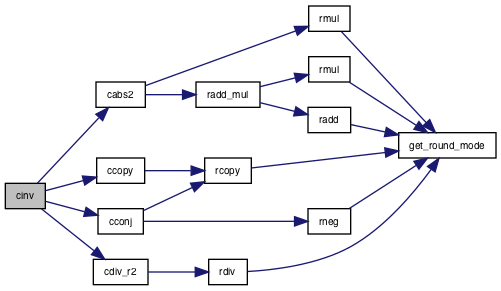 cinv
cabs2
ccopy
cconj
cdiv_r2
radd_mul
rcopy
rdiv
rmul
rmul
radd
rneg
get_round_mode